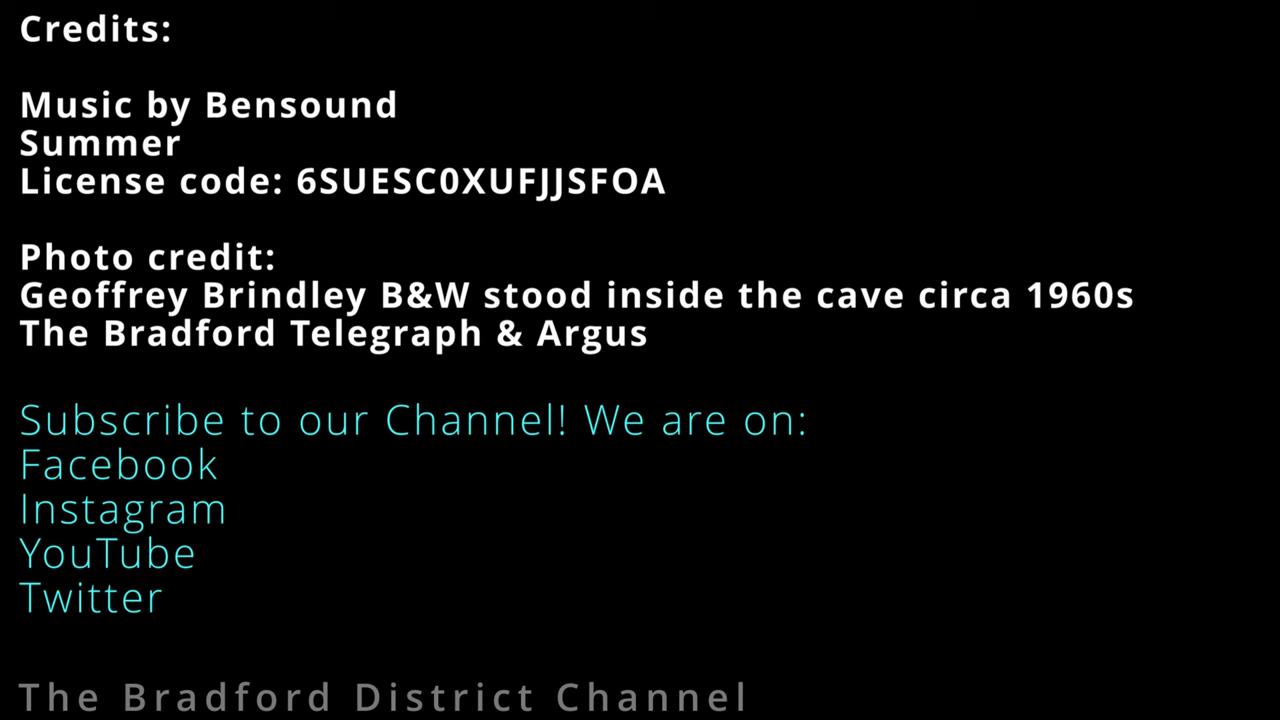 Credits:
Music by Bensound
Summer
License code: 6SUESC0XUFJJSFOA
Photo credit:
Geoffrey Brindley B&W stood inside the cave circa 1960s
The Bradford Telegraph & Argus
Subscribe to our Channel! We are on:
Facebook
Instagram
YouTube
Twitter
The Bradford District Channel